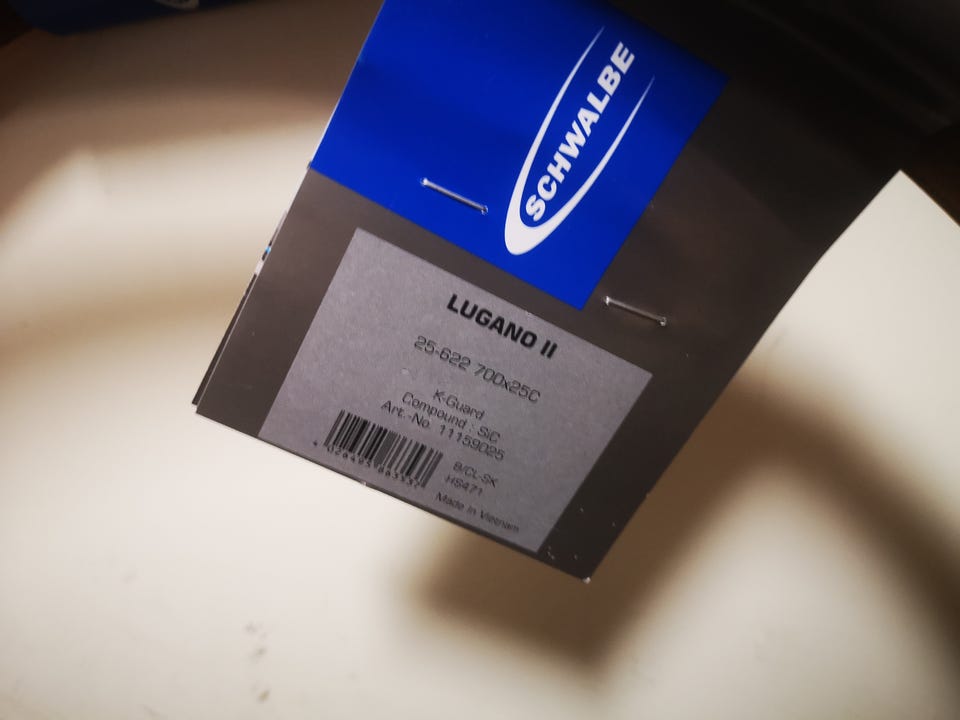 SCHWALBE
LUGANO II
25-622 700x25C
K-Guard
Compound : SiC
Art.-No. 11159025
B/CL-SK
HS471
Made in Vietnam